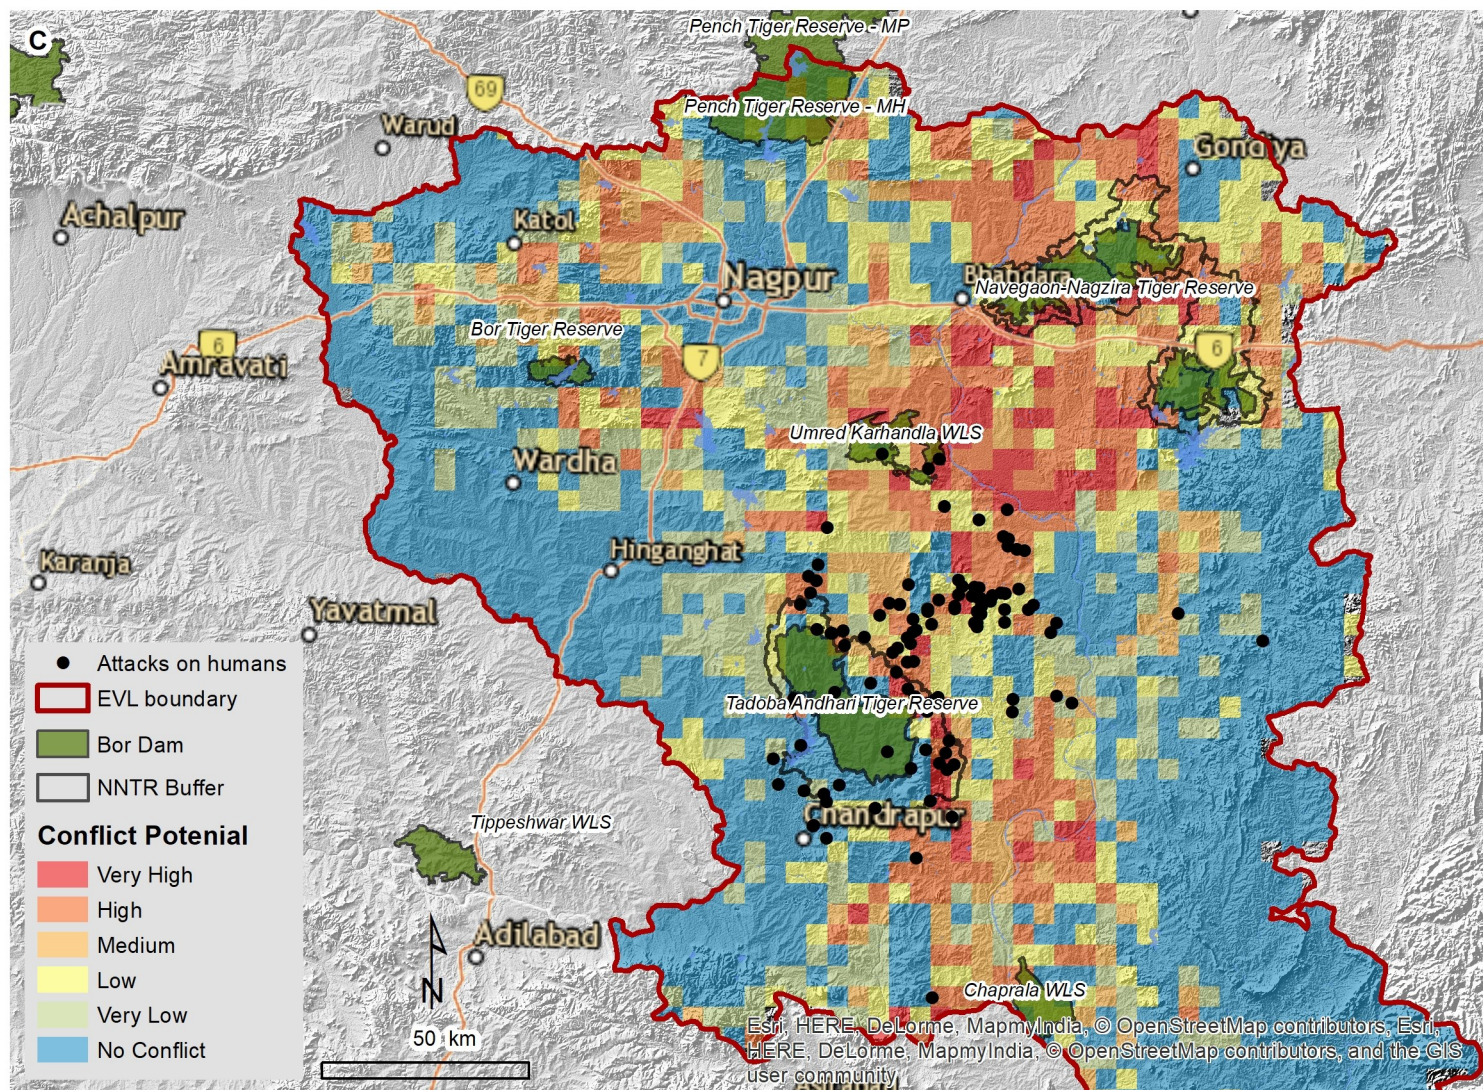 C
Pench Tiger Reserve - MP
69
Pench Tiger Reserve - MH
Warud
Gondiya
Achalpur
Katol
Nagpur
Bhandara
Navegaon-Nagzira Tiger Reserve
Bor Tiger Reserve
6
7
6
Amravati
Umred Karhandla WLS
Wardha
Hinganghat
Karanja
Yavatmal
Attacks on humans
EVL boundary
Bor Dam
NNTR Buffer
Conflict Potenial
Very High
High
Medium
Low
Very Low
No Conflict
Tadoba Andhari Tiger Reserve
Chandrapur
Tippeshwar WLS
Adilabad
N
50 km
Chaprala WLS
Esri, HERE, DeLorme, MapmyIndia, © OpenStreetMap contributors, Esri,
HERE, DeLorme, MapmyIndia, © OpenStreetMap contributors, and the GIS
user community